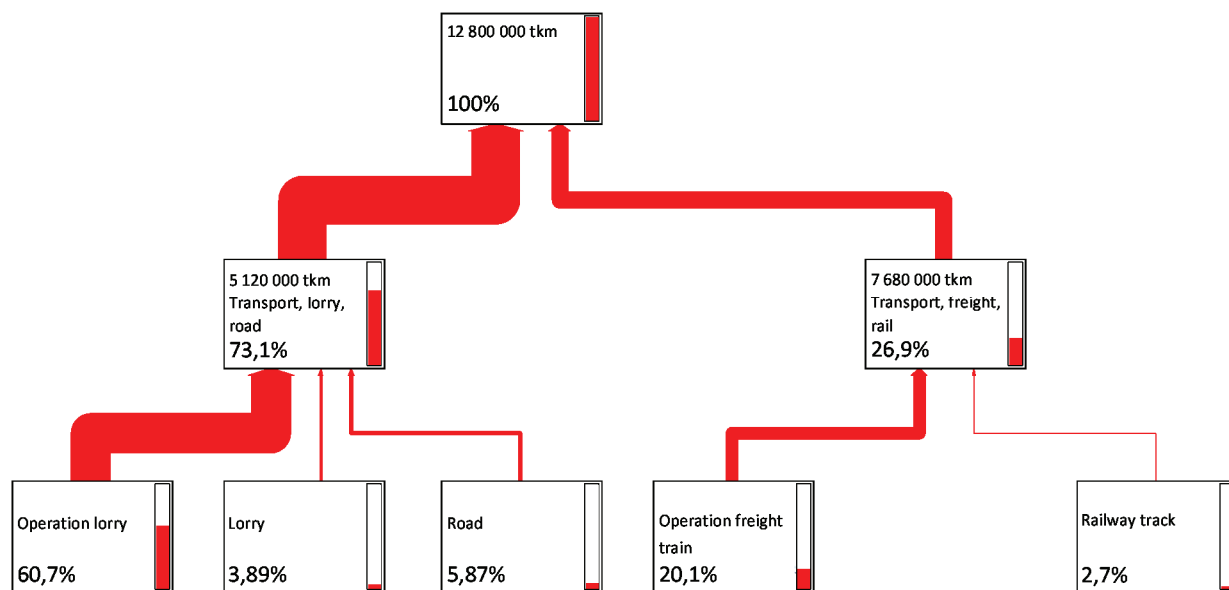 12 800 000 tkm
100%
5 120 000 tkm
Transport, lorry,
road
73,1%
7 680 000 tkm
Transport, freight,
rail
26,9%
Operation lorry
60,7%
Lorry
3,89%
Road
5,87%
Operation freight
train
20,1%
Railway track
2,7%